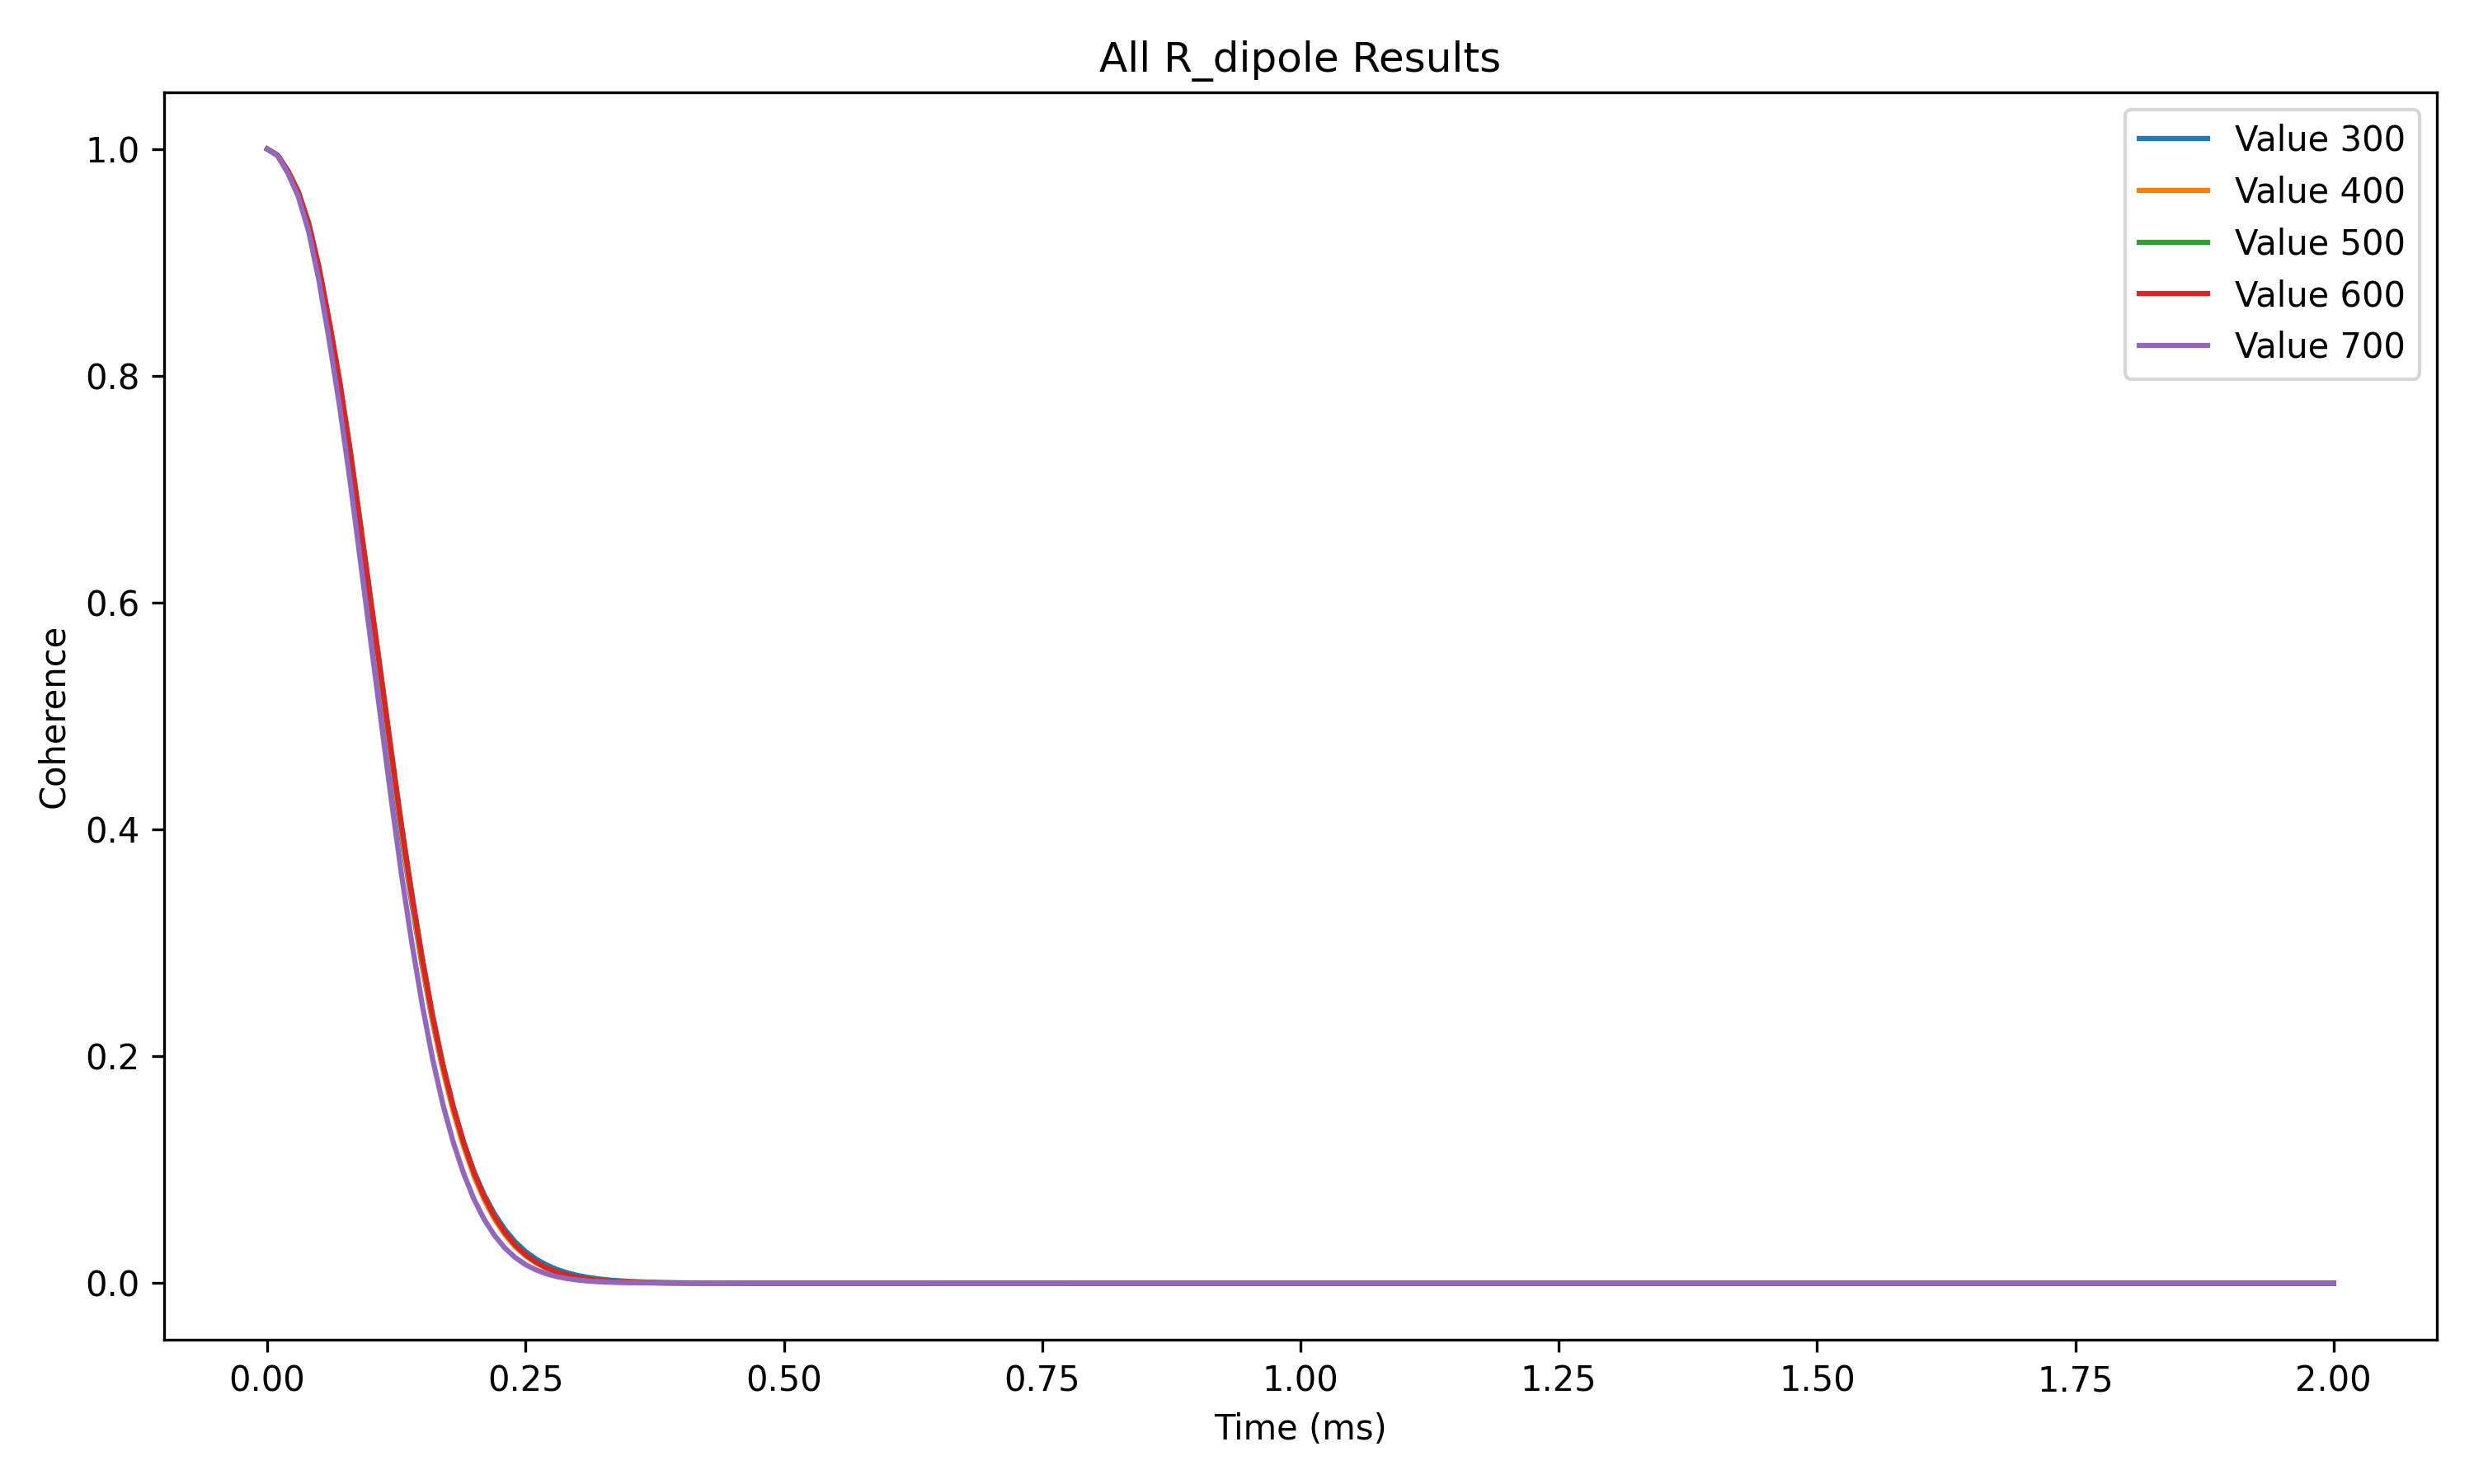 All R_dipole Results
Value 300
Value 400
Value 500
Value 600
Value 700
Coherence
1.0
0.8
0.6
0.4
0.2
0.0
0.00 0.25 0.50 0.75 1.00 1.25 1.50 1.75 2.00
Time (ms)